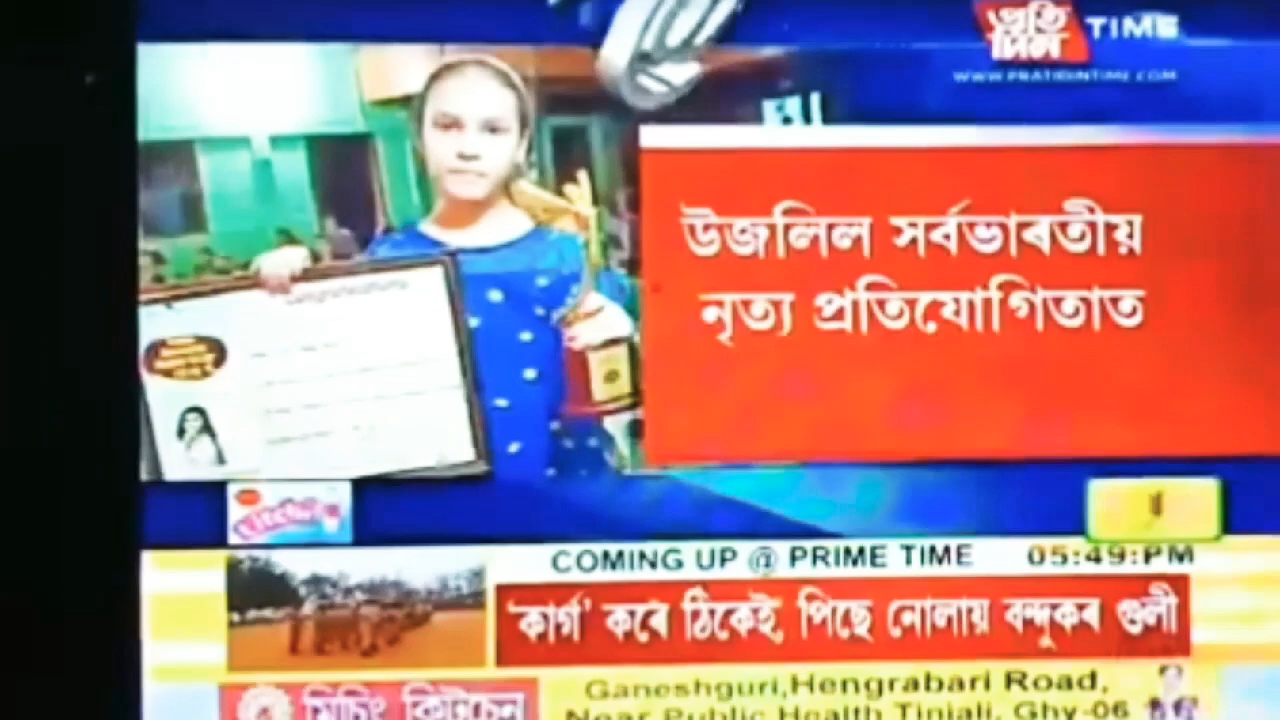 প্ৰতি
দিন TIME
WWW.PRATIDINTIME.COM
উজলিল সৰ্বভাৰতীয়
নৃত্য প্ৰতিযোগিতাত
COMING UP @ PRIME TIME 05:49:PM
'কাৰ্গ' কৰে ঠিকেই, পিছে নোলায় বন্দুকৰ গুলী
মিচিং কিটচেন
Ganeshguri,Hengrabari Road,
Near Public Health Tiniali, Ghy-06